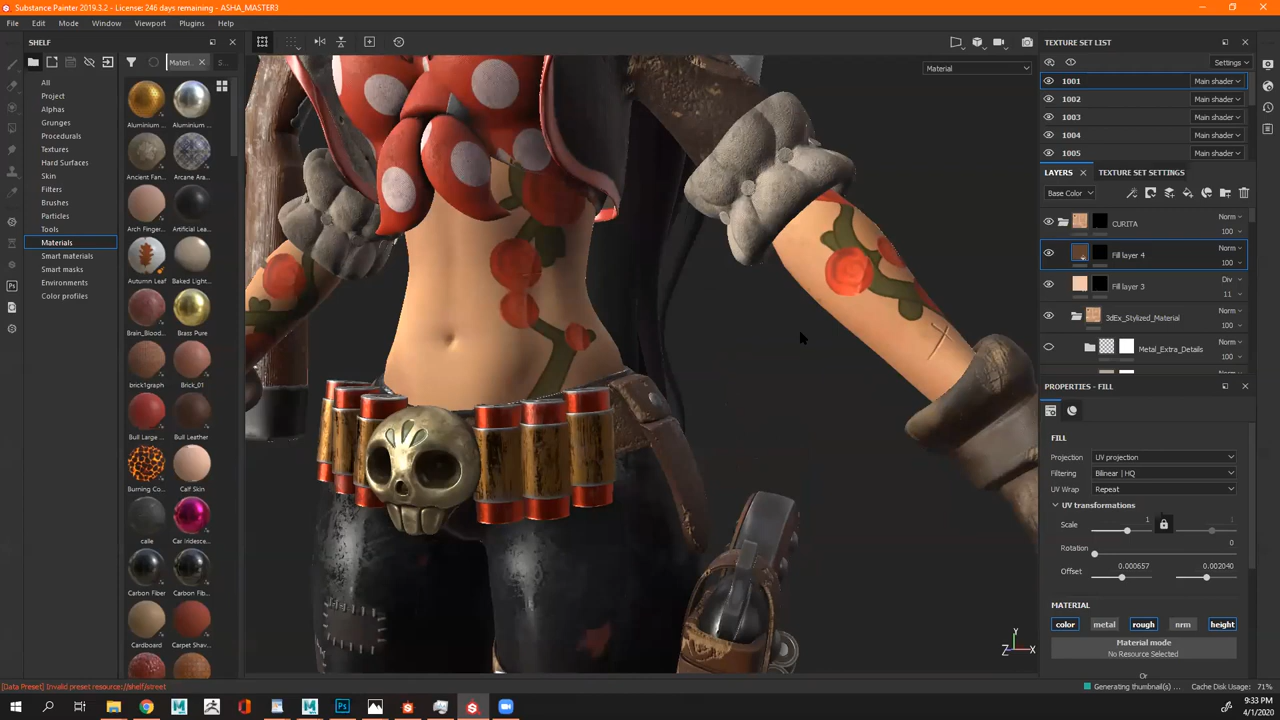 Substance Painter 2019.3.2 - License: 246 days remaining - ASHA_MASTER3
File Edit Mode Window Viewport Plugins Help
SHELF
Materi...
S...
All
Project
Alphas
Grunges
Procedurals
Textures
Hard Surfaces
Skin
Filters
Brushes
Particles
Tools
Materials
Smart materials
Smart masks
Environments
Color profiles
Aluminium ... Aluminium ...
Ancient Fan... Arcane Ara...
Arch Finger... Artificial Lea...
Autumn Leaf Baked Light...
Brain_Blood... Brass Pure
brick1graph Brick_01
Bull Large ... Bull Leather
Burning Co... Calf Skin
calle Car Iridesc...
Carbon Fiber Carbon Fib...
Cardboard Carpet Shav...
Material
TEXTURE SET LIST
Settings
1001 Main shader
1002 Main shader
1003 Main shader
1004 Main shader
1005 Main shader
LAYERS TEXTURE SET SETTINGS
Base Color
CURITA Norm 100
Fill layer 4 Norm 100
Fill layer 3 Div 11
3dEx_Stylized_Material Norm 100
Metal_Extra_Details Norm 100
PROPERTIES - FILL
FILL
Projection UV projection
Filtering Bilinear | HQ
UV Wrap Repeat
UV transformations
Scale 1 1
Rotation 0
Offset 0.000657 0.002040
MATERIAL
color metal rough nrm height
Material mode
No Resource Selected
Or
Y
Z X
[Data Preset] Invalid preset resource://shelf/street
Generating thumbnail(s) ... Cache Disk Usage: 71%
9:33 PM
4/1/2020